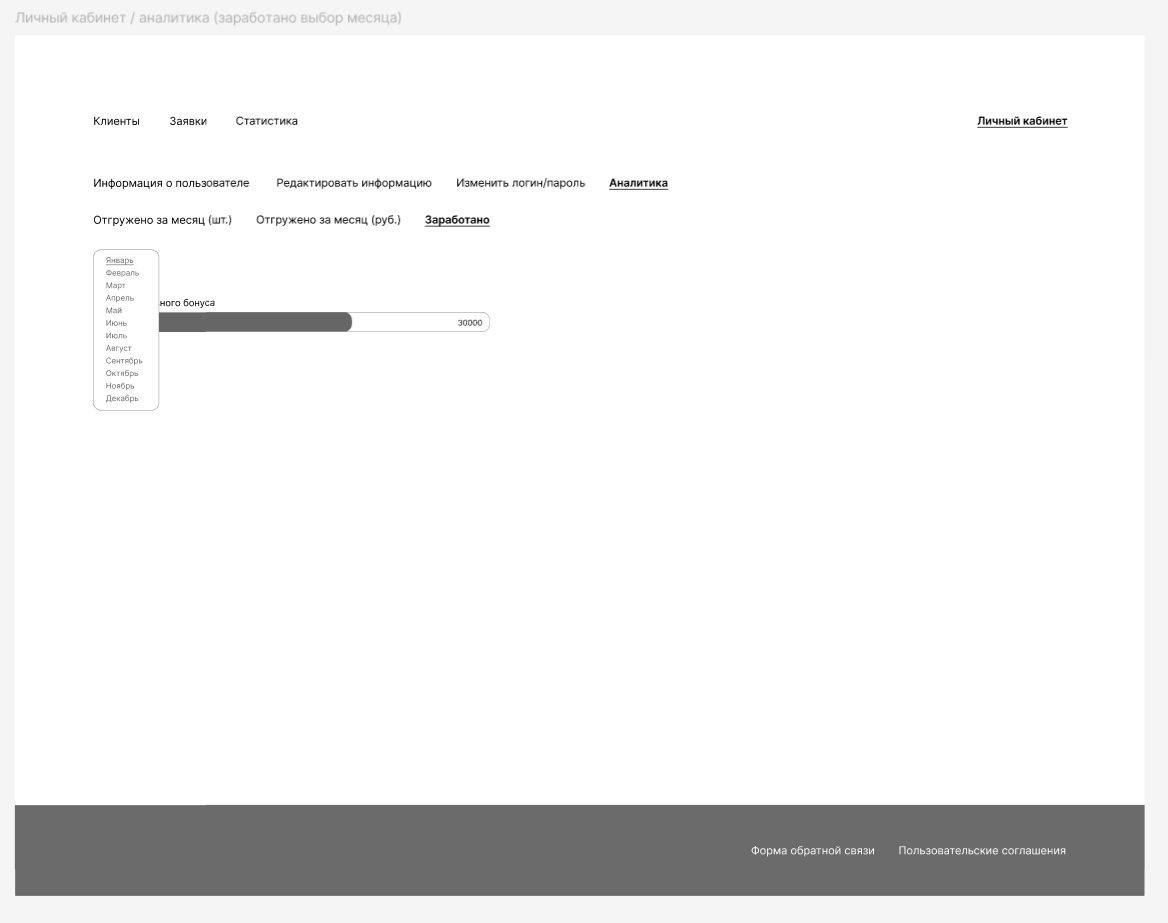 Личный кабинет / аналитика (заработано выбор месяца)
Клиенты Заявки Статистика Личный кабинет
Информация о пользователе Редактировать информацию Изменить логин/пароль Аналитика
Отгружено за месяц (шт.) Отгружено за месяц (руб.) Заработано
Январь
Февраль
Март
Апрель
ного бонуса
Май
Июнь
30000
Июль
Август
Сентябрь
Октябрь
Ноябрь
Декабрь
Форма обратной связи Пользовательские соглашения